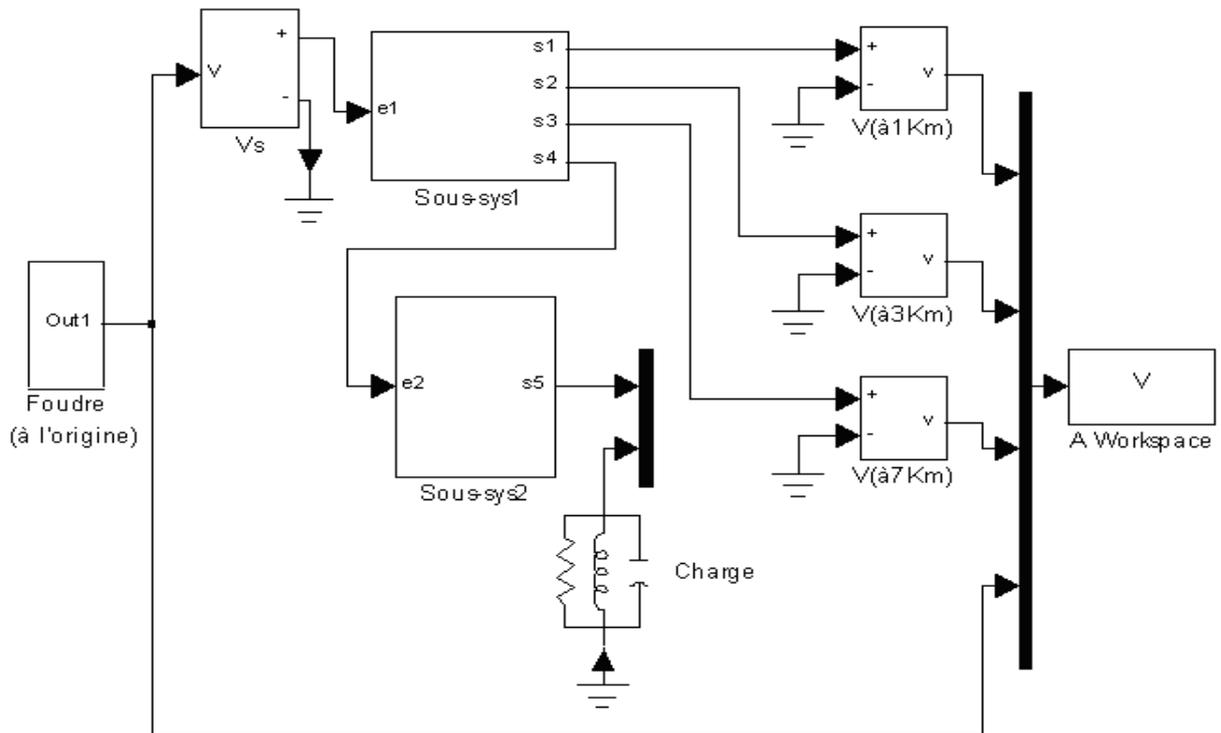 V
+
-
Vs
e1
s1
s2
s3
s4
Sous-sys1
+
-
v
V(à1Km)
+
-
v
V(à3Km)
Out1
Foudre
(à l'origine)
e2
s5
Sous-sys2
+
-
v
V(à7Km)
V
A Workspace
Charge